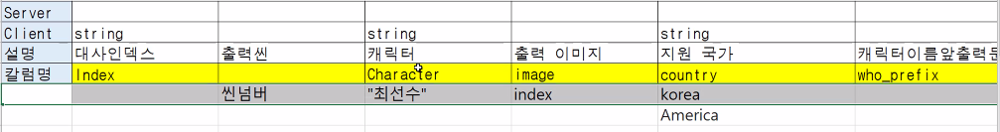 Server
Client string string string
설명 대사인덱스 출력씬 캐릭터 출력 이미지 지원 국가 캐릭터이름앞출력문
칼럼명 Index Character image country who_prefix
씬넘버 "최선수" index korea
America